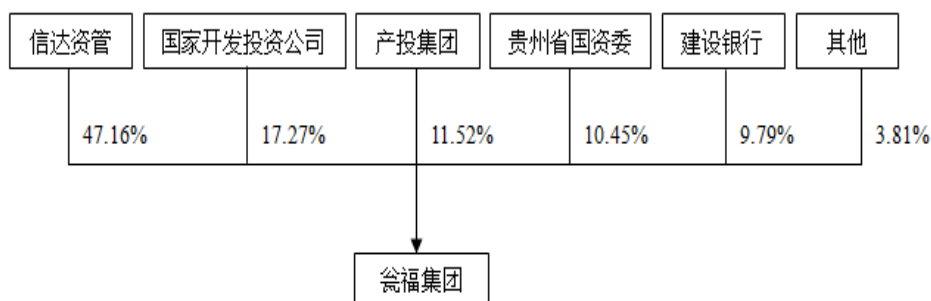 信达资管 国家开发投资公司 产投集团 贵州省国资委 建设银行 其他
47.16% 17.27% 11.52% 10.45% 9.79% 3.81%
瓮福集团